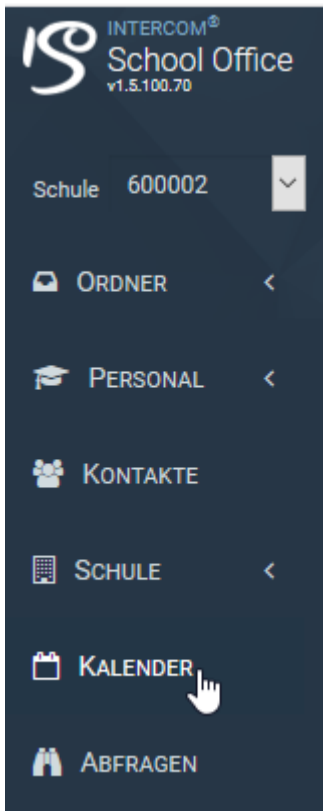 INTERCOM®
School Office
v1.5.100.70
Schule 600002
ORDNER
PERSONAL
KONTAKTE
SCHULE
KALENDER
ABFRAGEN